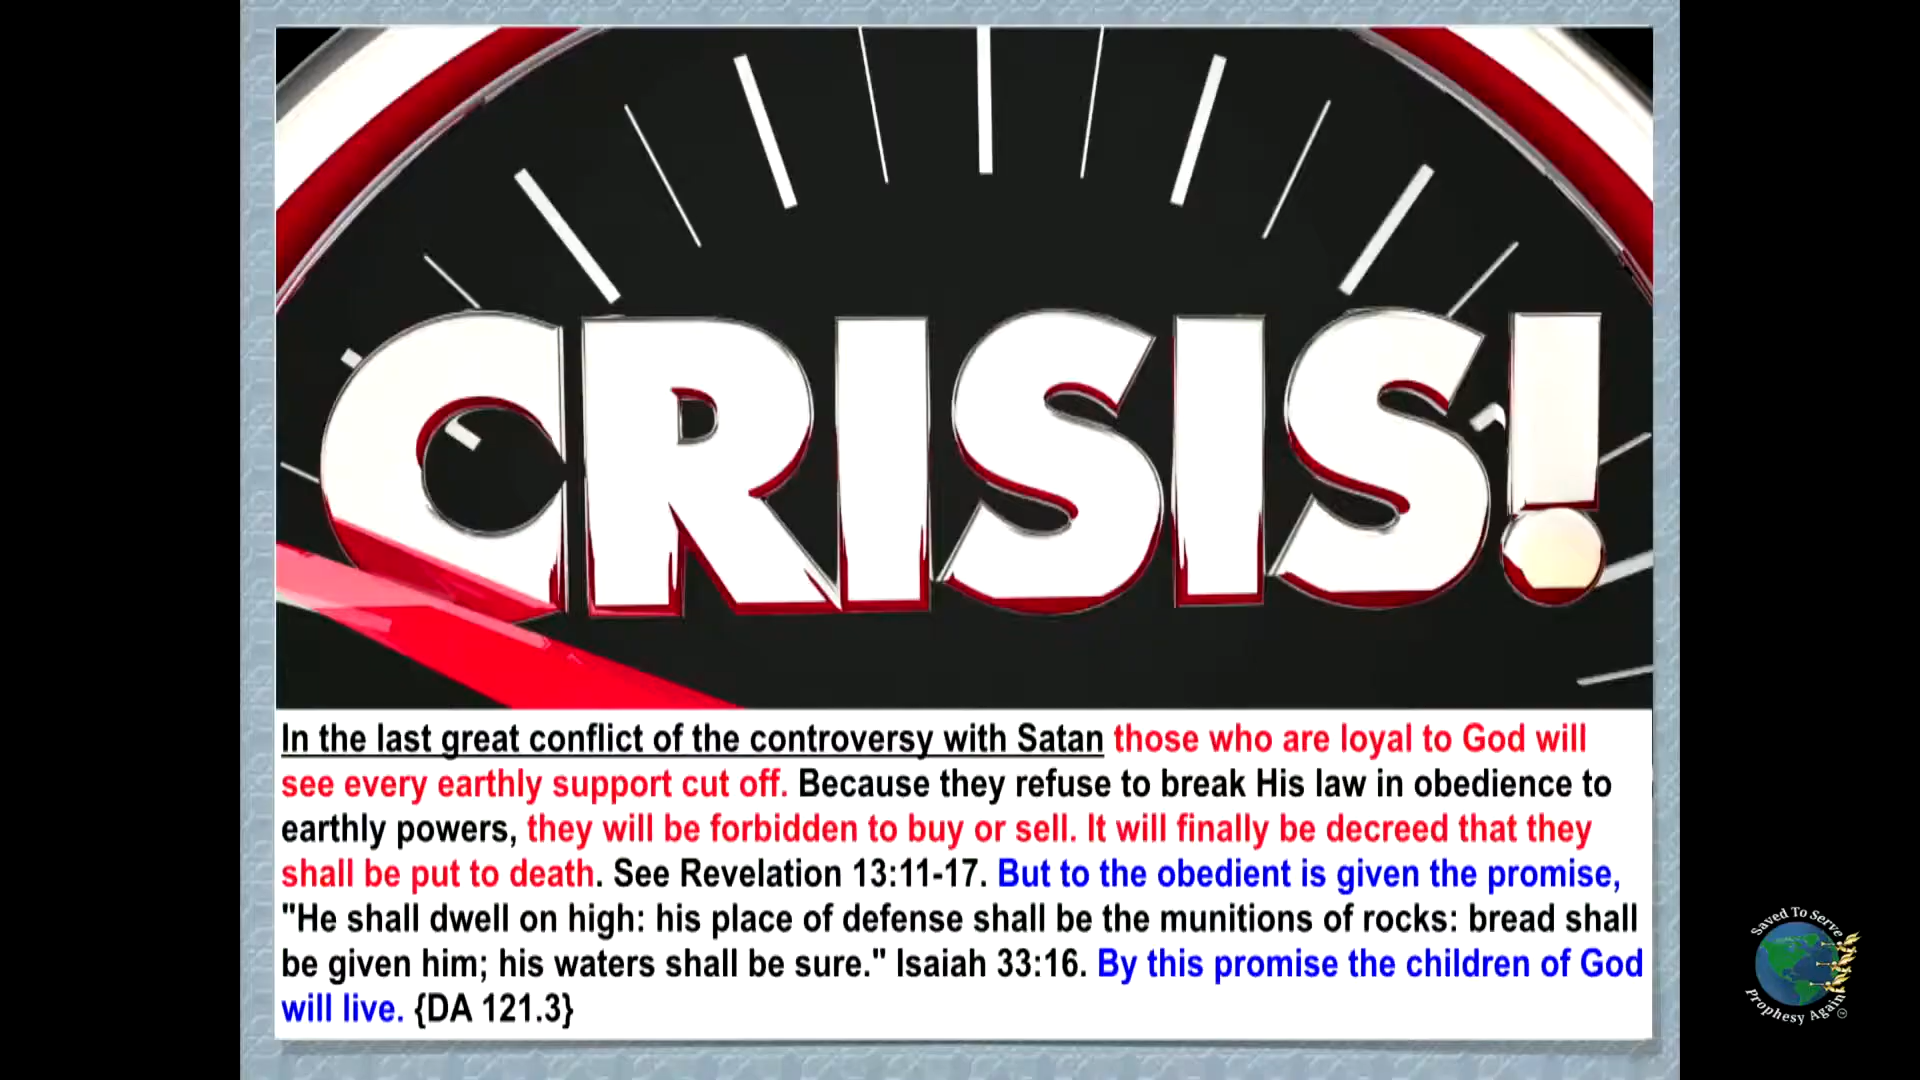 CRISIS!
In the last great conflict of the controversy with Satan those who are loyal to God will
see every earthly support cut off. Because they refuse to break His law in obedience to
earthly powers, they will be forbidden to buy or sell. It will finally be decreed that they
shall be put to death. See Revelation 13:11-17. But to the obedient is given the promise,
"He shall dwell on high: his place of defense shall be the munitions of rocks: bread shall
be given him; his waters shall be sure." Isaiah 33:16. By this promise the children of God
will live. {DA 121.3}
Saved To Serve
Prophesy Again